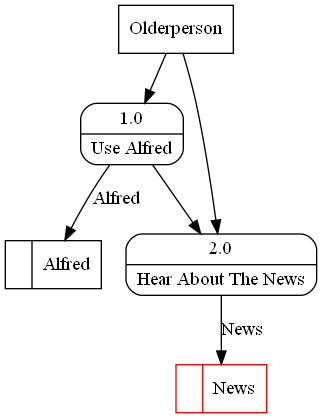 Olderperson
1.0
Use Alfred
Alfred
Alfred
2.0
Hear About The News
News
News